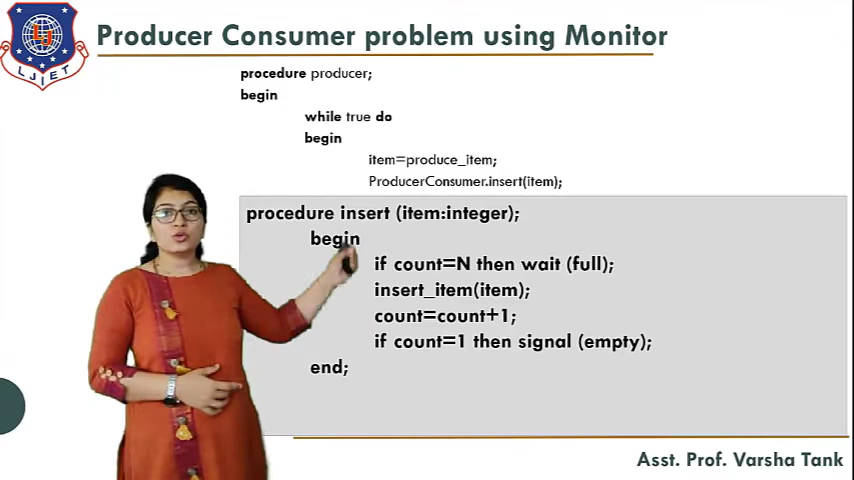 Producer Consumer problem using Monitor
LJIET
procedure producer;
begin
while true do
begin
item=produce_item;
ProducerConsumer.insert(item);
procedure insert (item:integer);
begin
if count=N then wait (full);
insert_item(item);
count=count+1;
if count=1 then signal (empty);
end;
Asst. Prof. Varsha Tank